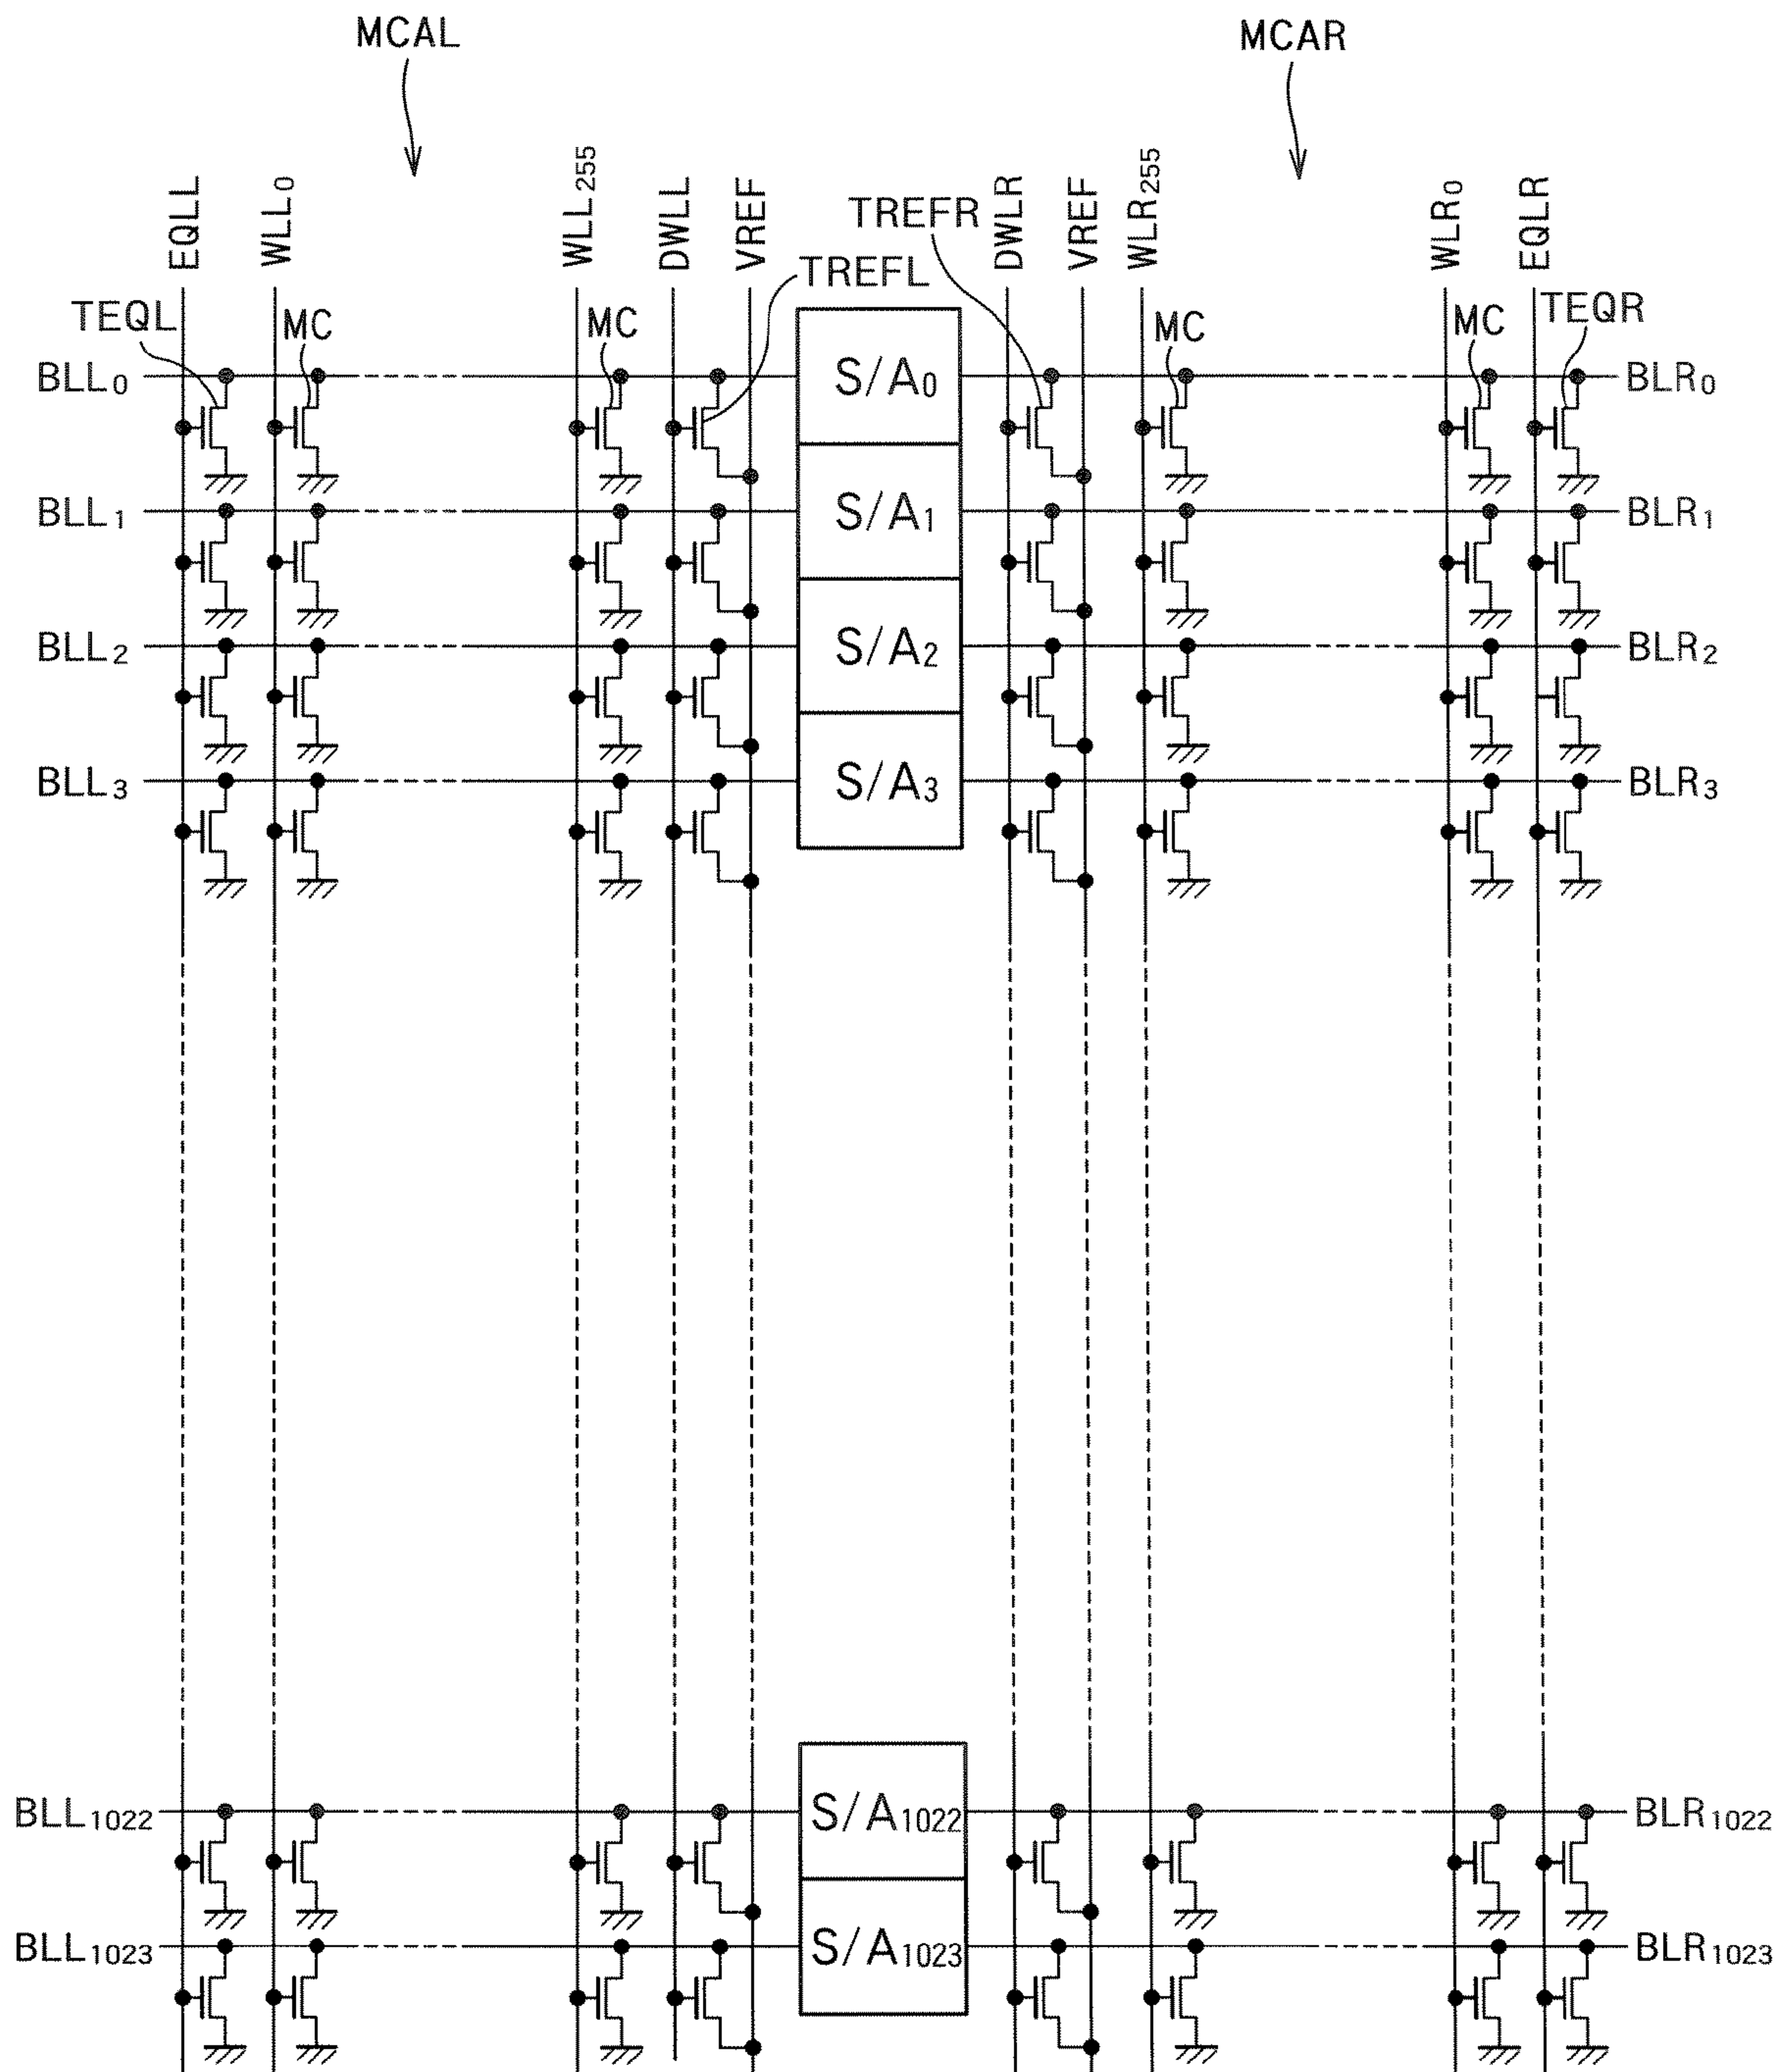 MCAL
MCAR
EQLL
WLL0
WLL255
DWLL
VREF
TREFR
DWLR
VREF
WLR255
WLR0
EQLR
TREFL
TEQL
MC
MC
MC
MC
TEQR
BLL0
S/A0
BLR0
BLL1
S/A1
BLR1
BLL2
S/A2
BLR2
BLL3
S/A3
BLR3
BLL1022
S/A1022
BLR1022
BLL1023
S/A1023
BLR1023